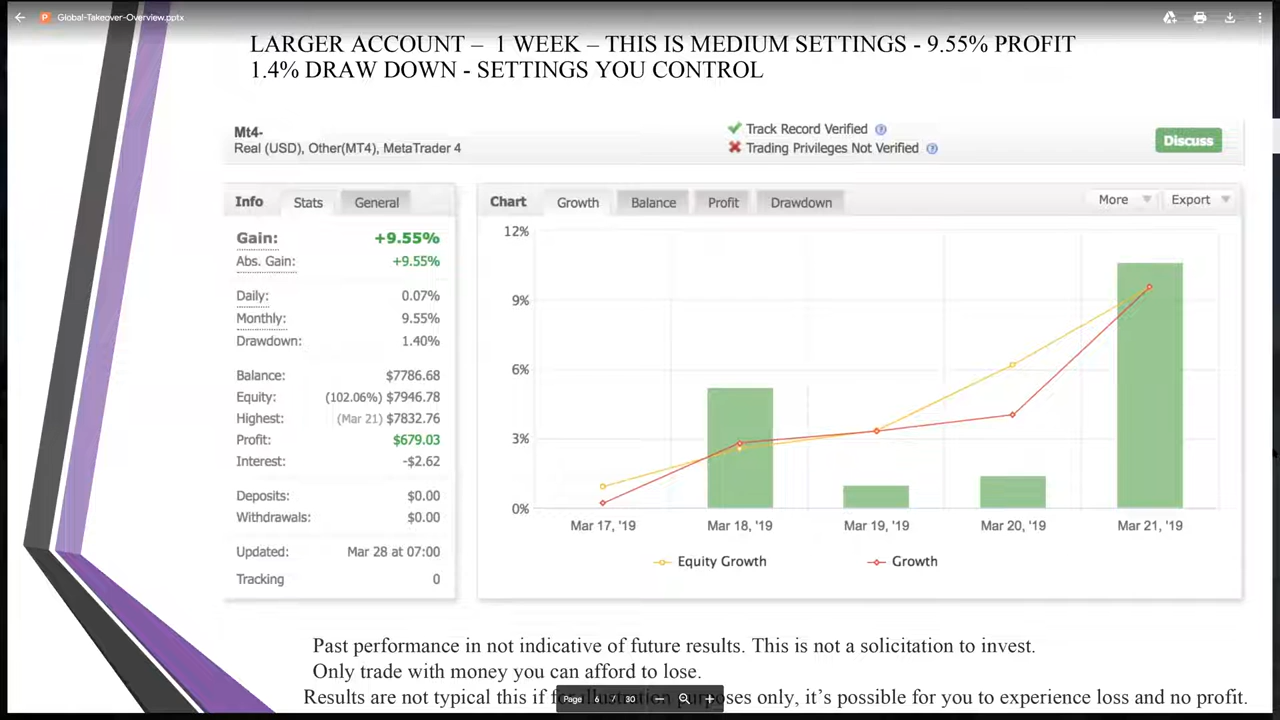 Global-Takeover-Overview.pptx
LARGER ACCOUNT – 1 WEEK – THIS IS MEDIUM SETTINGS - 9.55% PROFIT
1.4% DRAW DOWN - SETTINGS YOU CONTROL
Mt4-
Real (USD), Other(MT4), MetaTrader 4
Track Record Verified
Trading Privileges Not Verified
Discuss
Info Stats General
Gain: +9.55%
Abs. Gain: +9.55%
Daily: 0.07%
Monthly: 9.55%
Drawdown: 1.40%
Balance: $7786.68
Equity: (102.06%) $7946.78
Highest: (Mar 21) $7832.76
Profit: $679.03
Interest: -$2.62
Deposits: $0.00
Withdrawals: $0.00
Updated: Mar 28 at 07:00
Tracking 0
Chart Growth Balance Profit Drawdown More Export
12%
9%
6%
3%
0%
Mar 17, '19 Mar 18, '19 Mar 19, '19 Mar 20, '19 Mar 21, '19
Equity Growth Growth
Past performance in not indicative of future results. This is not a solicitation to invest.
Only trade with money you can afford to lose.
Results are not typical this if for only, it's possible for you to experience loss and no profit.
Page 6 / 30